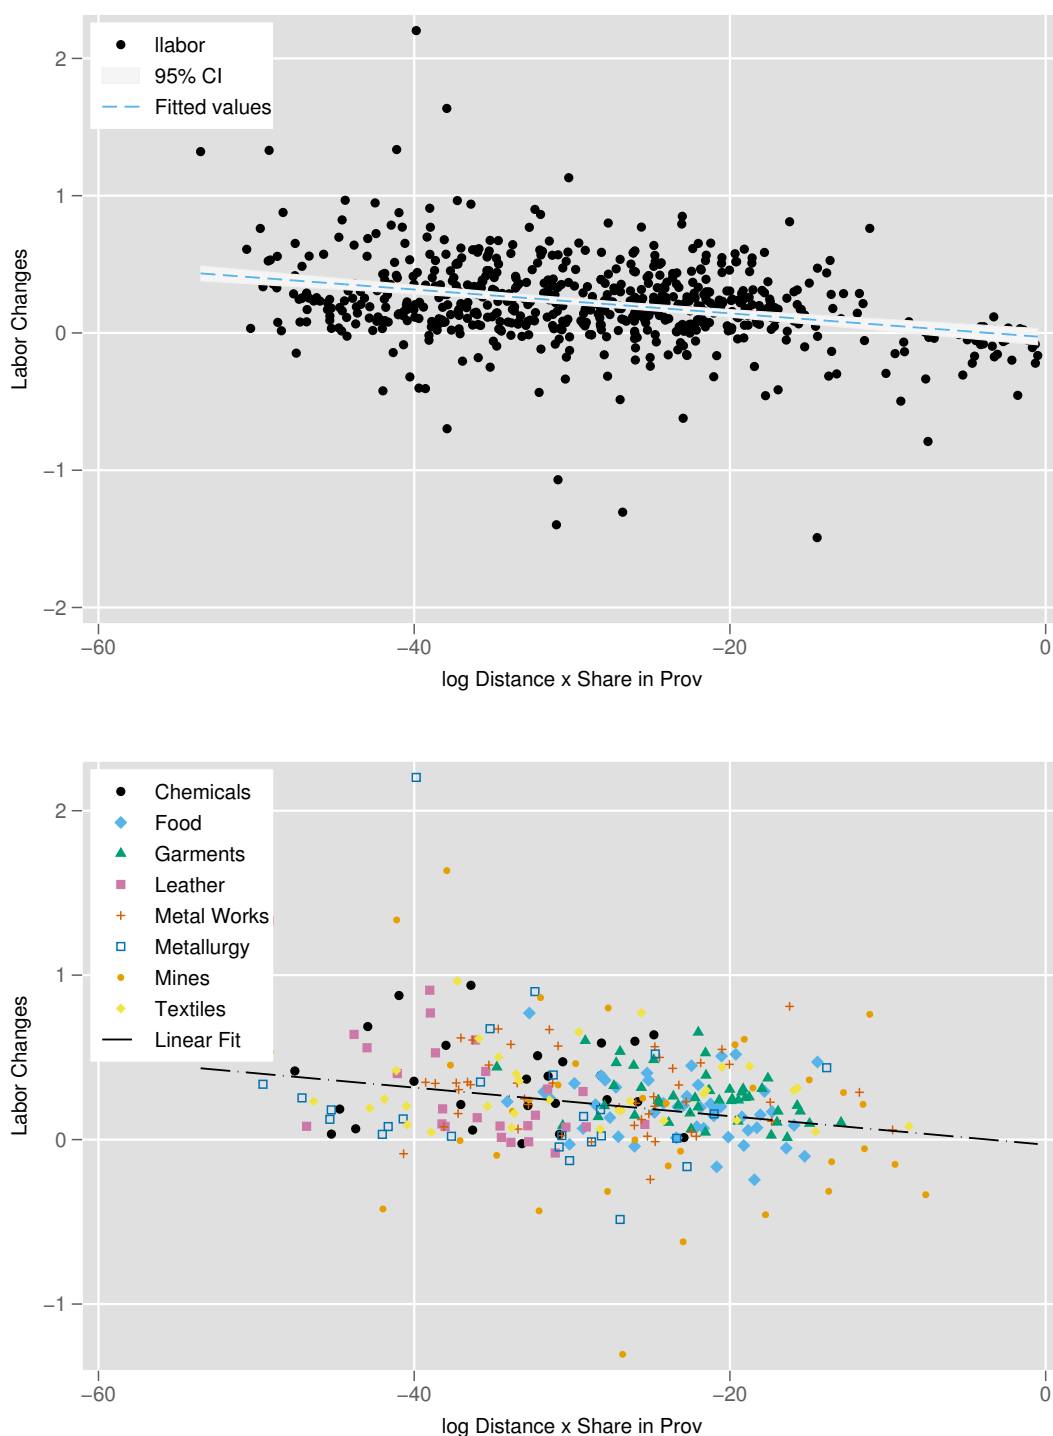 llabor
95% CI
Fitted values
2
1
0
−1
−2
Labor Changes
−60 −40 −20 0
log Distance x Share in Prov
Chemicals
Food
Garments
Leather
Metal Works
Metallurgy
Mines
Textiles
Linear Fit
2
1
0
−1
Labor Changes
−60 −40 −20 0
log Distance x Share in Prov